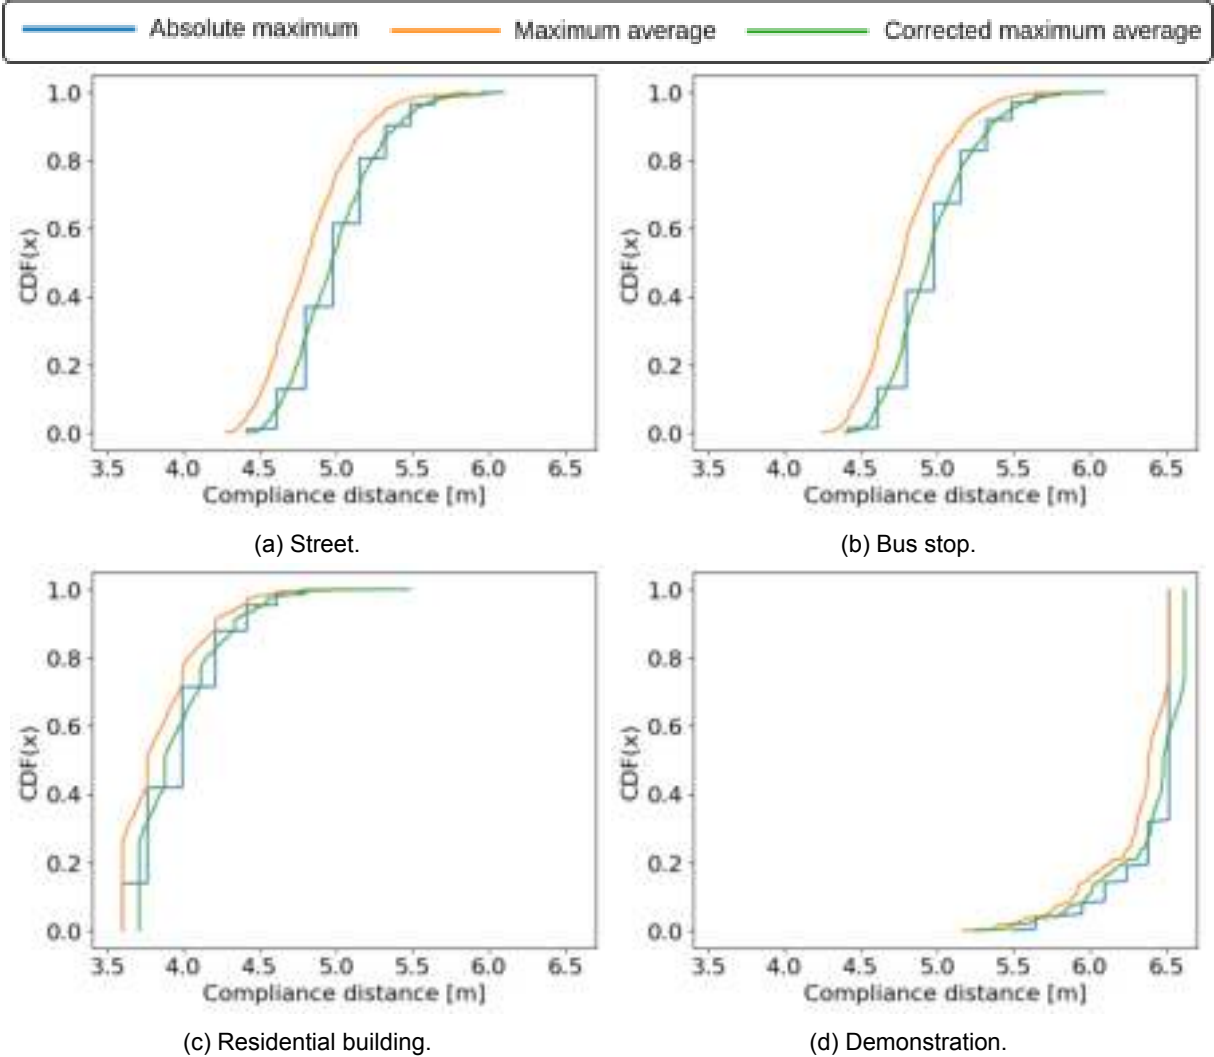 Absolute maximum Maximum average Corrected maximum average
1.0
0.8
0.6
0.4
0.2
0.0
CDF(x)
3.5 4.0 4.5 5.0 5.5 6.0 6.5
Compliance distance [m]
(a) Street.
1.0
0.8
0.6
0.4
0.2
0.0
CDF(x)
3.5 4.0 4.5 5.0 5.5 6.0 6.5
Compliance distance [m]
(b) Bus stop.
1.0
0.8
0.6
0.4
0.2
0.0
CDF(x)
3.5 4.0 4.5 5.0 5.5 6.0 6.5
Compliance distance [m]
(c) Residential building.
1.0
0.8
0.6
0.4
0.2
0.0
CDF(x)
3.5 4.0 4.5 5.0 5.5 6.0 6.5
Compliance distance [m]
(d) Demonstration.